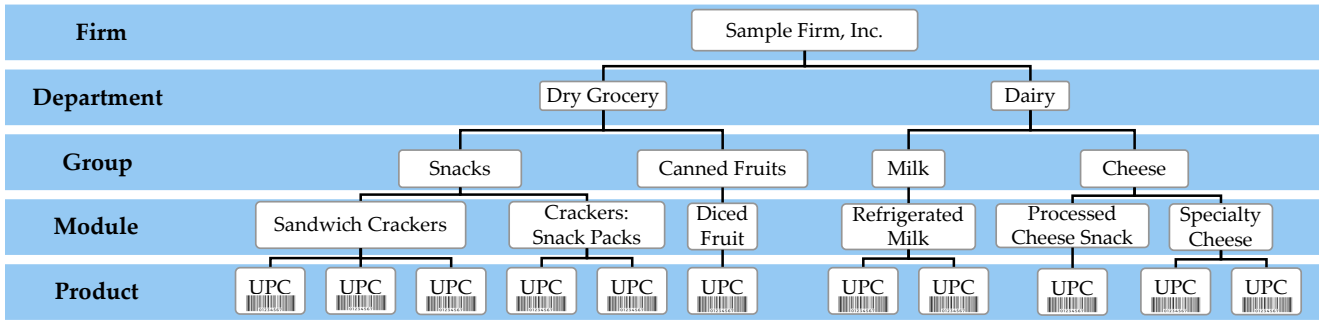 Firm
Sample Firm, Inc.
Department
Dry Grocery
Dairy
Group
Snacks
Canned Fruits
Milk
Cheese
Module
Sandwich Crackers
Crackers:
Snack Packs
Diced
Fruit
Refrigerated
Milk
Processed
Cheese Snack
Specialty
Cheese
Product
UPC
UPC
UPC
UPC
UPC
UPC
UPC
UPC
UPC
UPC
UPC